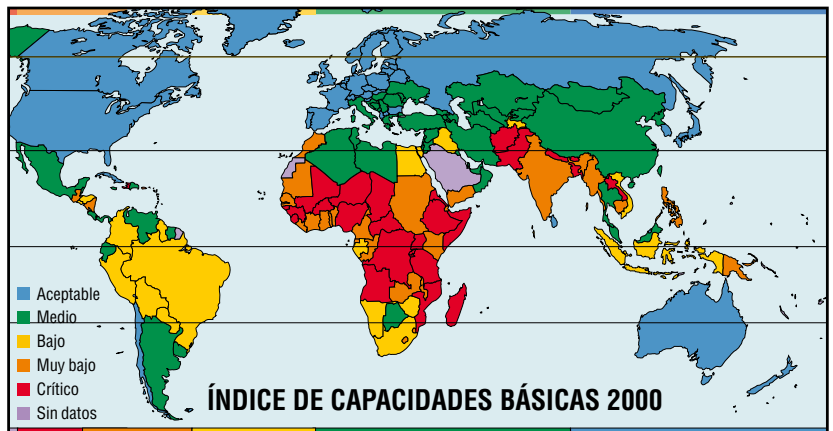 Aceptable
Medio
Bajo
Muy bajo
Crítico
Sin datos
ÍNDICE DE CAPACIDADES BÁSICAS 2000